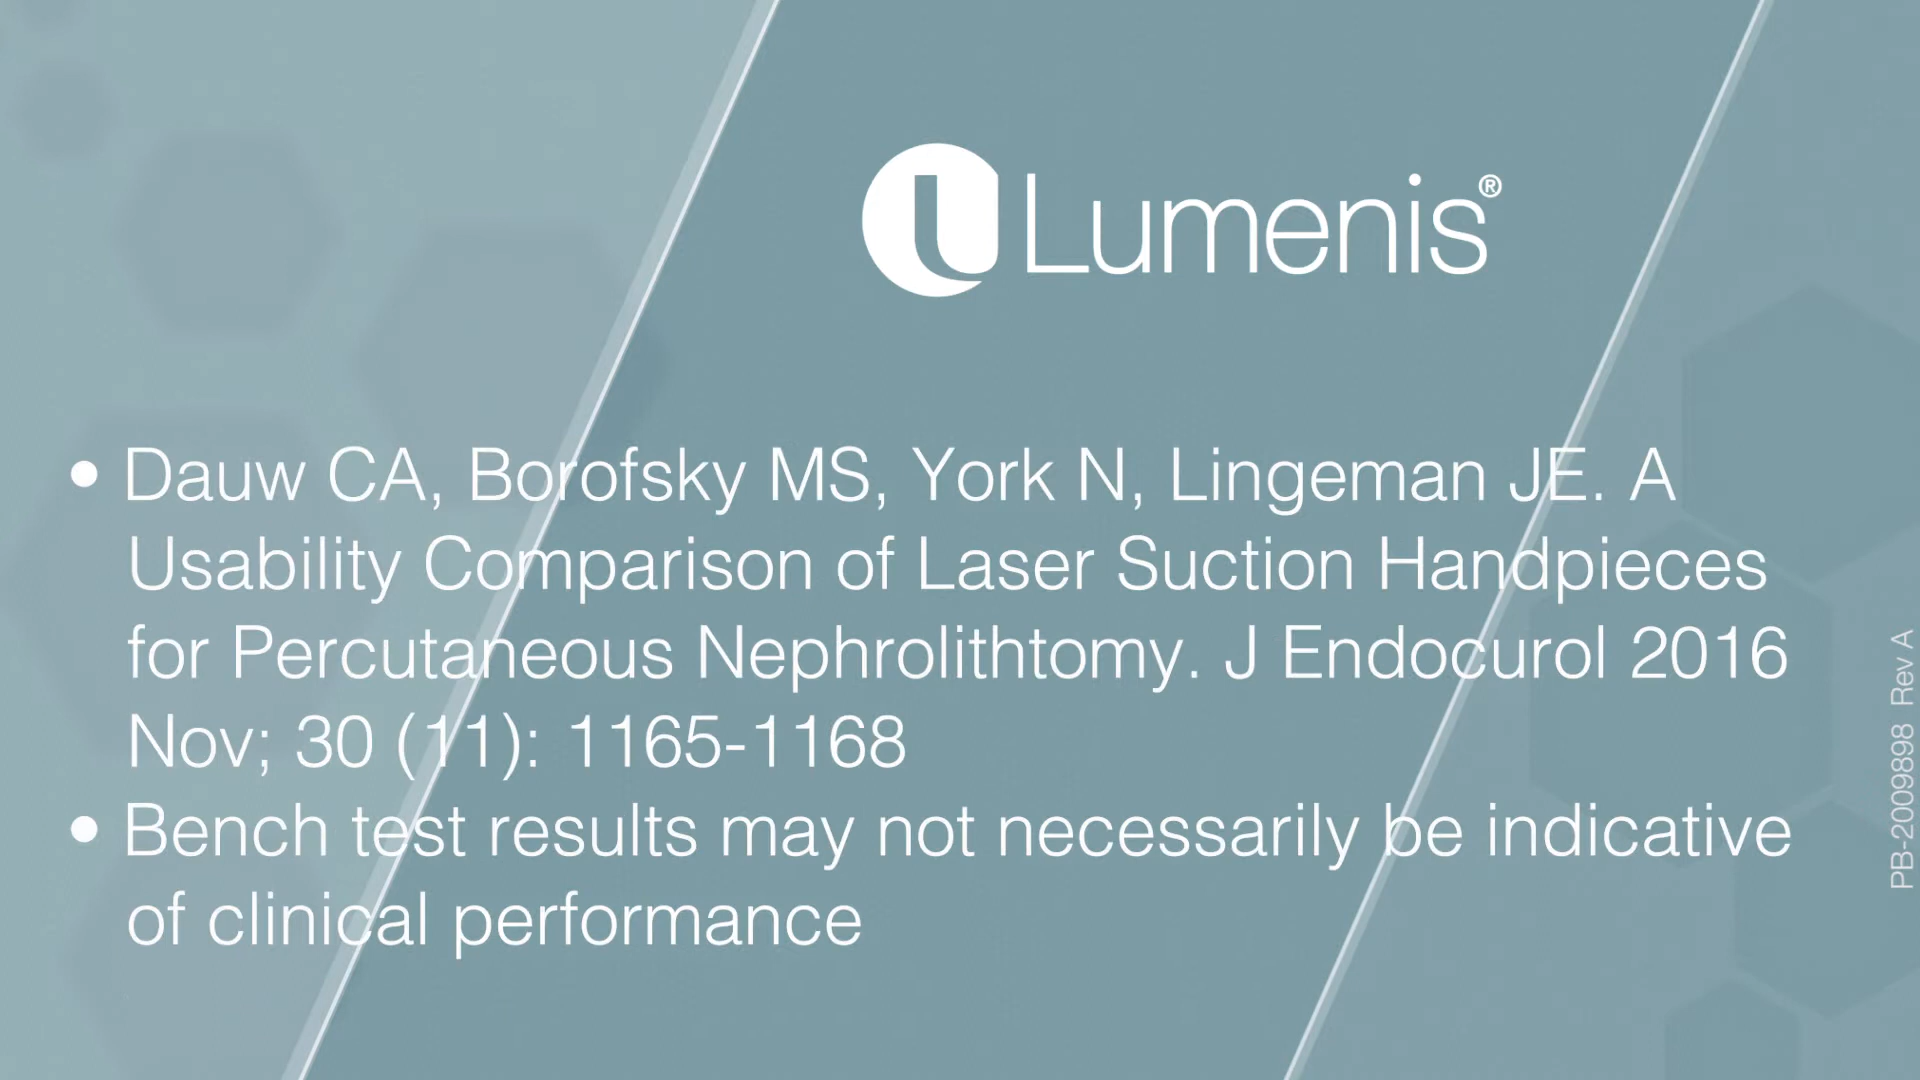 Lumenis®
• Dauw CA, Borofsky MS, York N, Lingeman JE. A
Usability Comparison of Laser Suction Handpieces
for Percutaneous Nephrolithtomy. J Endocurol 2016
Nov; 30 (11): 1165-1168
• Bench test results may not necessarily be indicative
of clinical performance
PB-2009898 Rev A